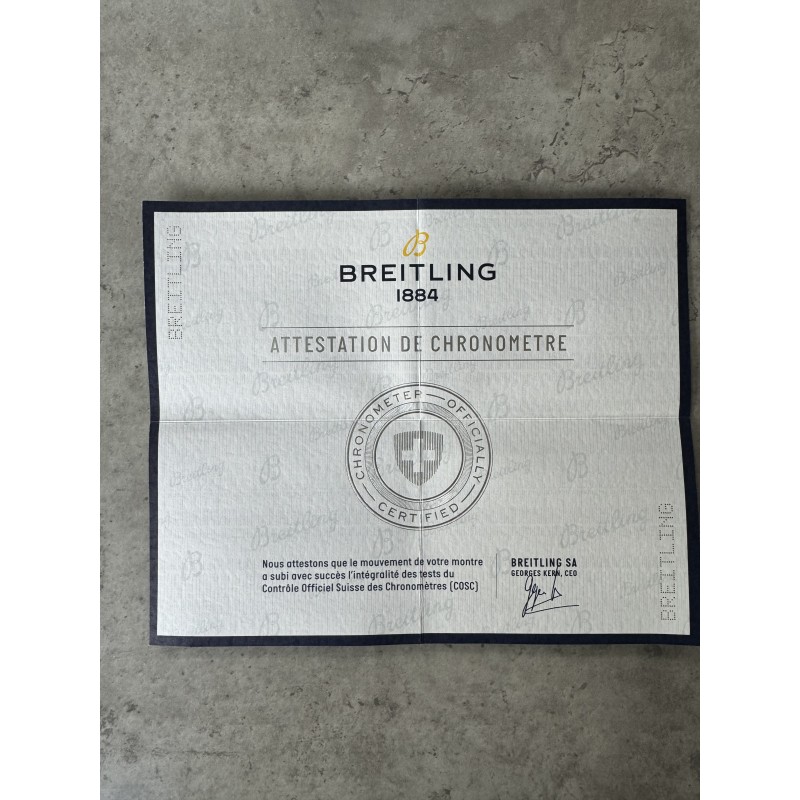 B
BREITLING
1884
ATTESTATION DE CHRONOMETRE
CHRONOMETER OFFICIALLY
CERTIFIED
Nous attestons que le mouvement de votre montre
a subi avec succès l'intégralité des tests du
Contrôle Officiel Suisse des Chronomètres (COSC)
BREITLING SA
GEORGES KERN, CEO
BREITLING
BREITLING
Breitling